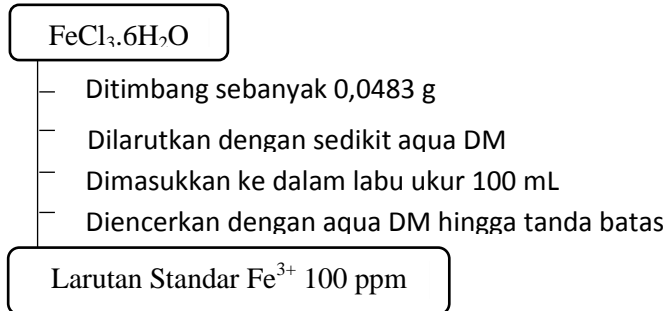 FeCl₃.6H₂O
– Ditimbang sebanyak 0,0483 g
– Dilarutkan dengan sedikit aqua DM
– Dimasukkan ke dalam labu ukur 100 mL
– Diencerkan dengan aqua DM hingga tanda batas
Larutan Standar Fe³⁺ 100 ppm